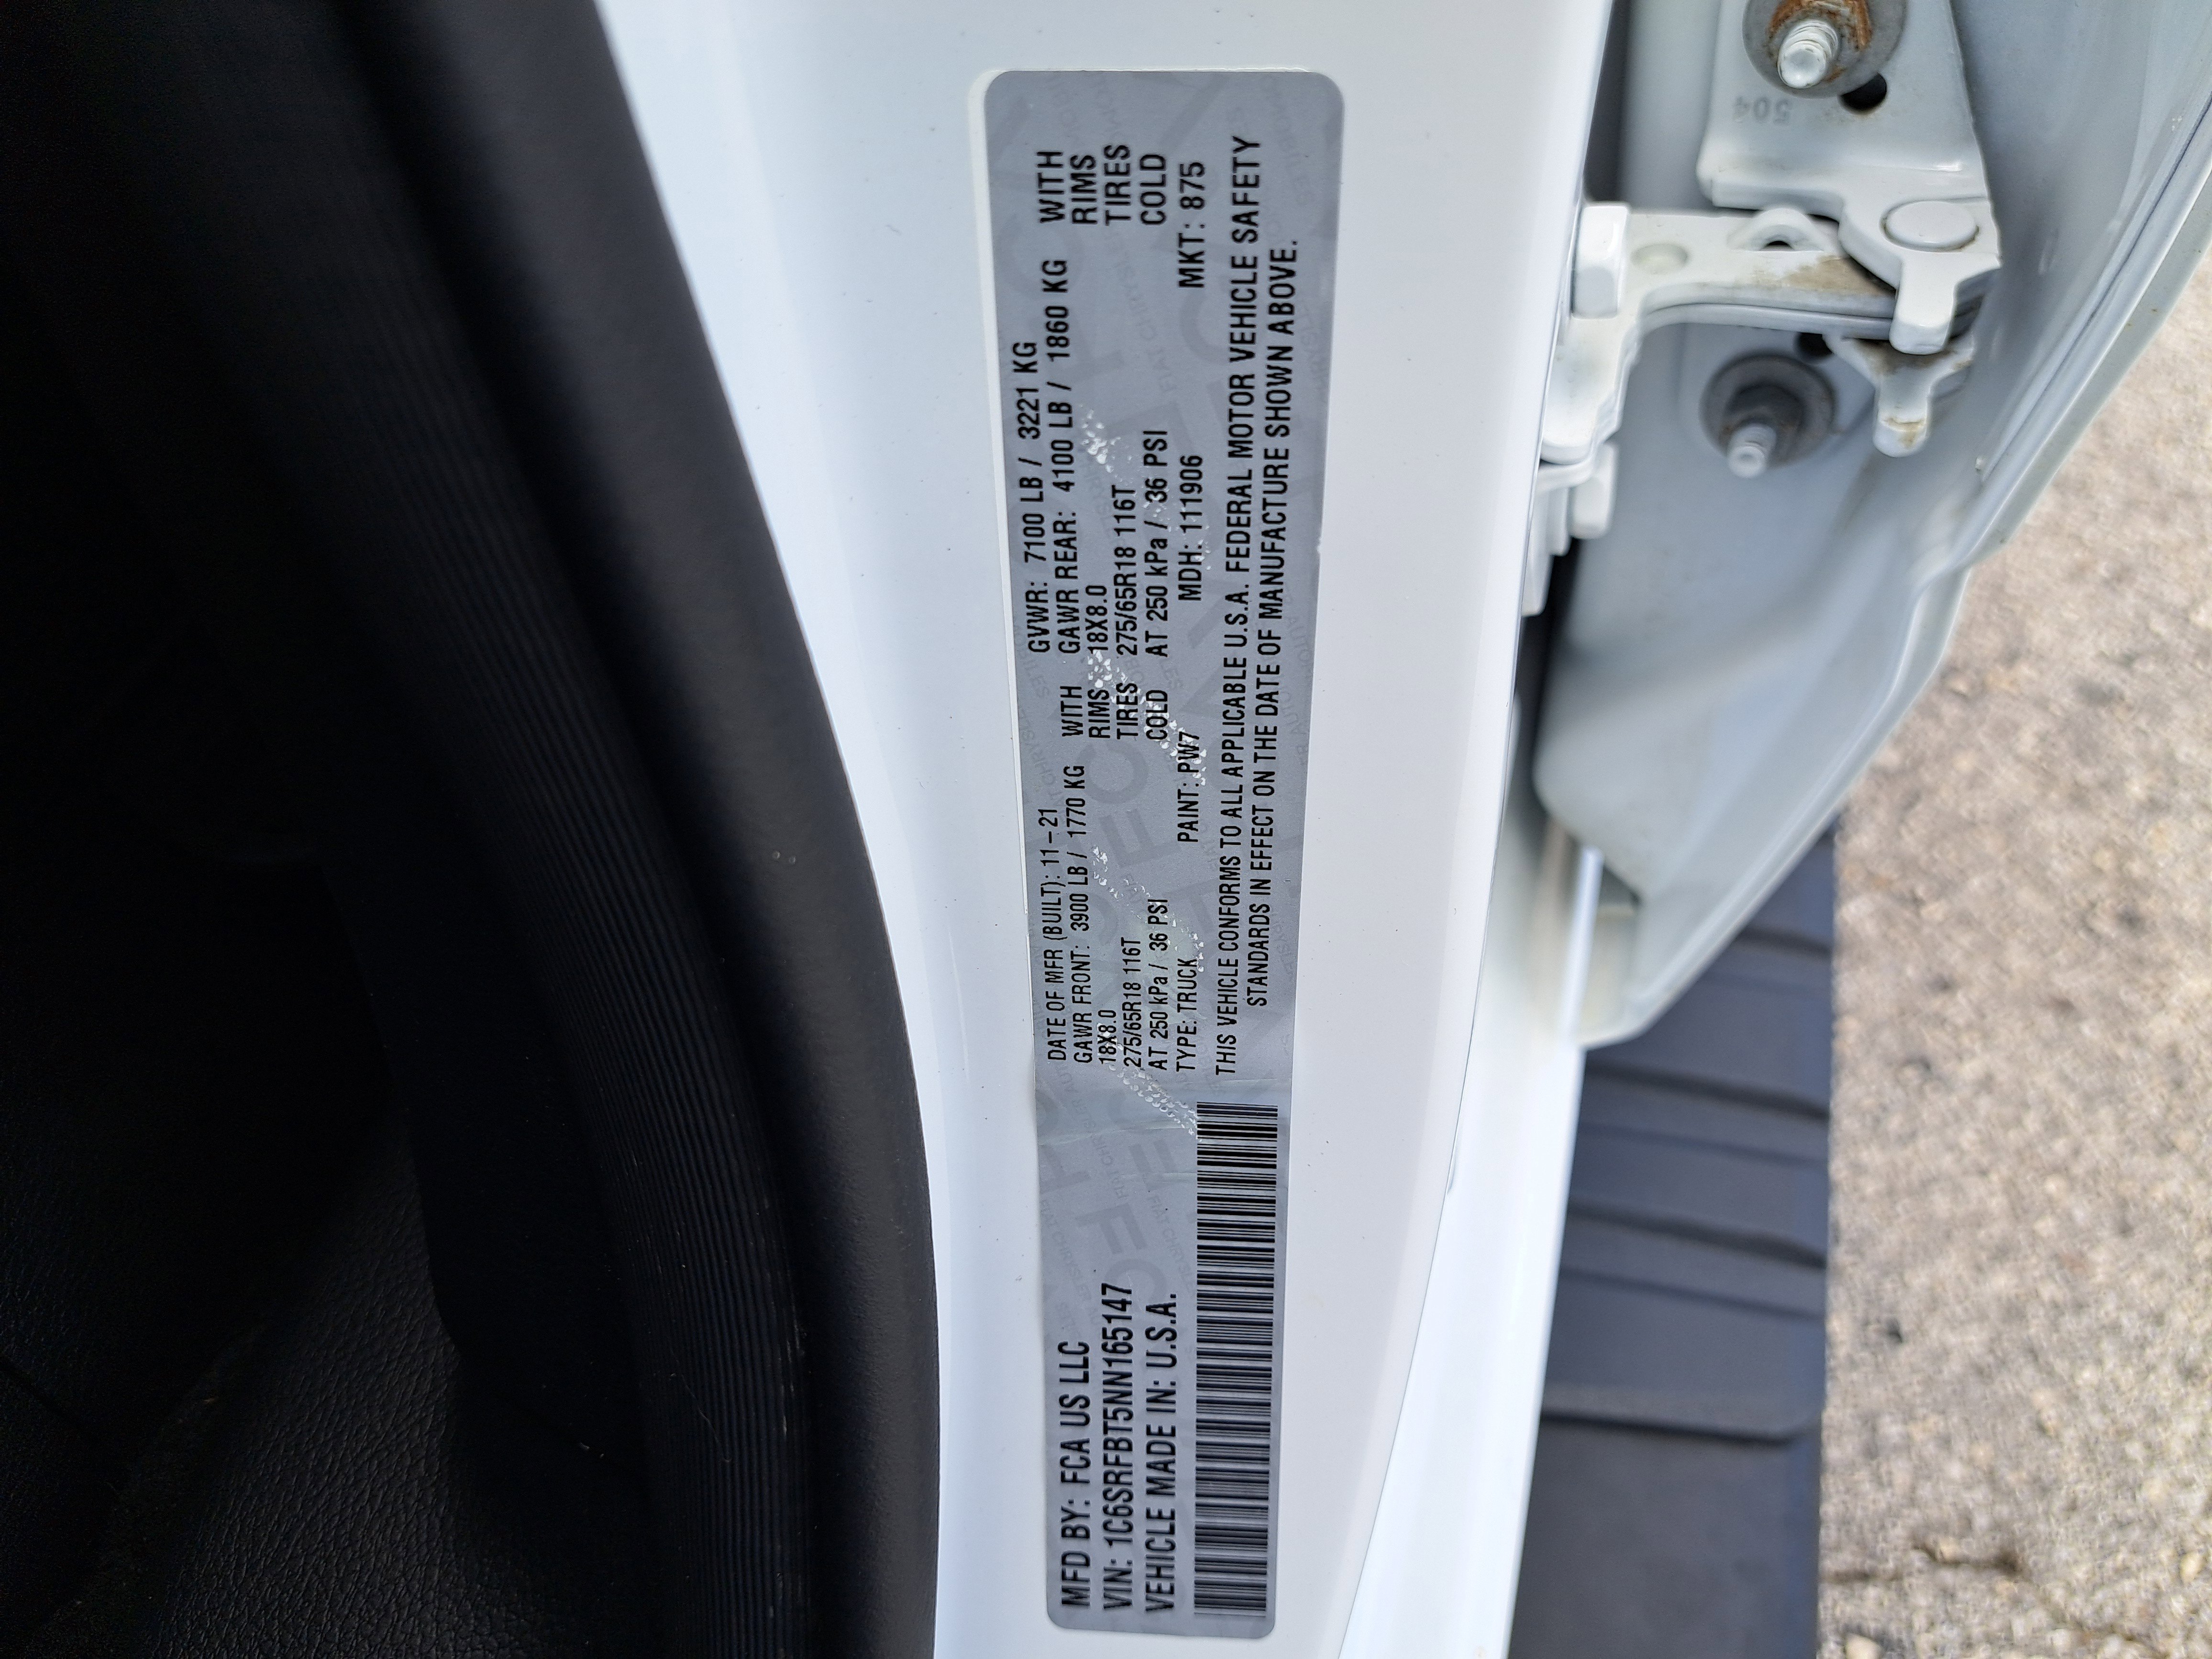 MFD BY: FCA US LLC
VIN: 1C6SRFBT5NN165147
VEHICLE MADE IN: U.S.A.
DATE OF MFR (BUILT): 11-21 GVWR: 7100 LB / 3221 KG
GAWR FRONT: 3900 LB / 1770 KG WITH GAWR REAR: 4100 LB / 1860 KG WITH
18X8.0 RIMS 18X8.0 RIMS
275/65R18 116T TIRES 275/65R18 116T TIRES
AT 250 kPa / 36 PSI COLD AT 250 kPa / 36 PSI COLD
TYPE: TRUCK PAINT: PW7 MDH: 111906 MKT: 875
THIS VEHICLE CONFORMS TO ALL APPLICABLE U.S.A. FEDERAL MOTOR VEHICLE SAFETY
STANDARDS IN EFFECT ON THE DATE OF MANUFACTURE SHOWN ABOVE.
504